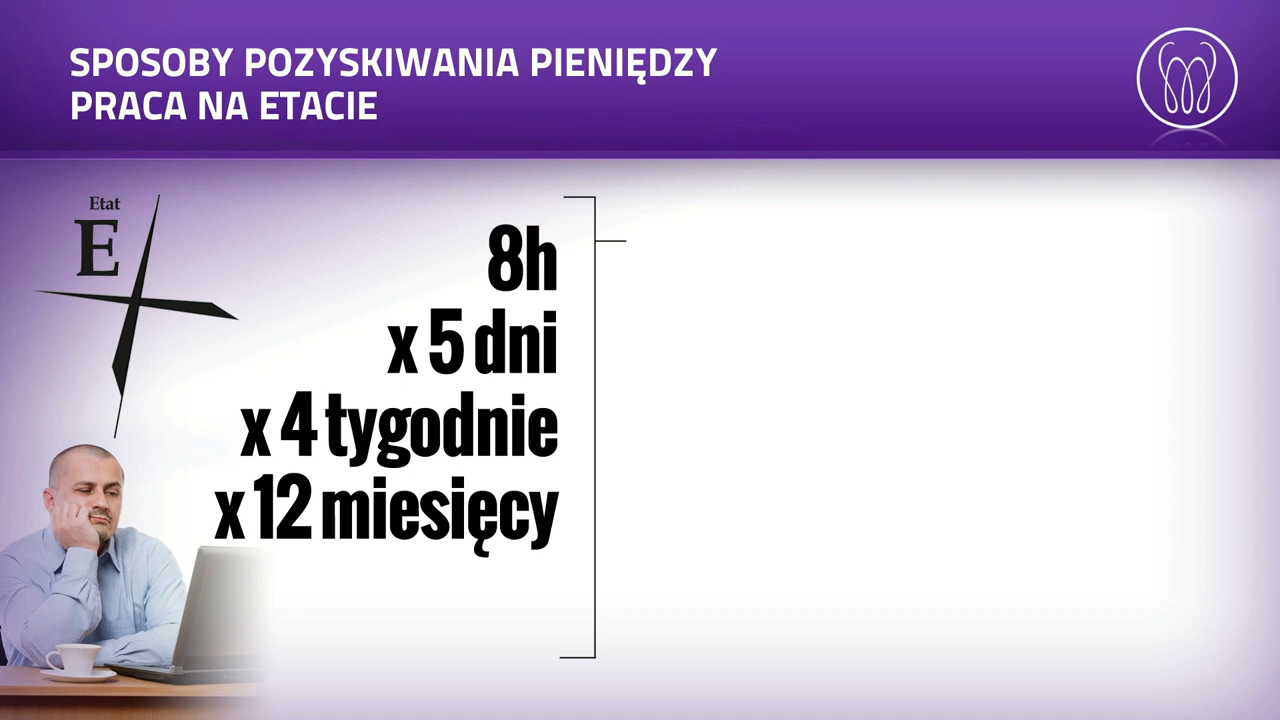 SPOSOBY POZYSKIWANIA PIENIĘDZY
PRACA NA ETACIE
Etat
E
8h
x 5 dni
x 4 tygodnie
x 12 miesięcy